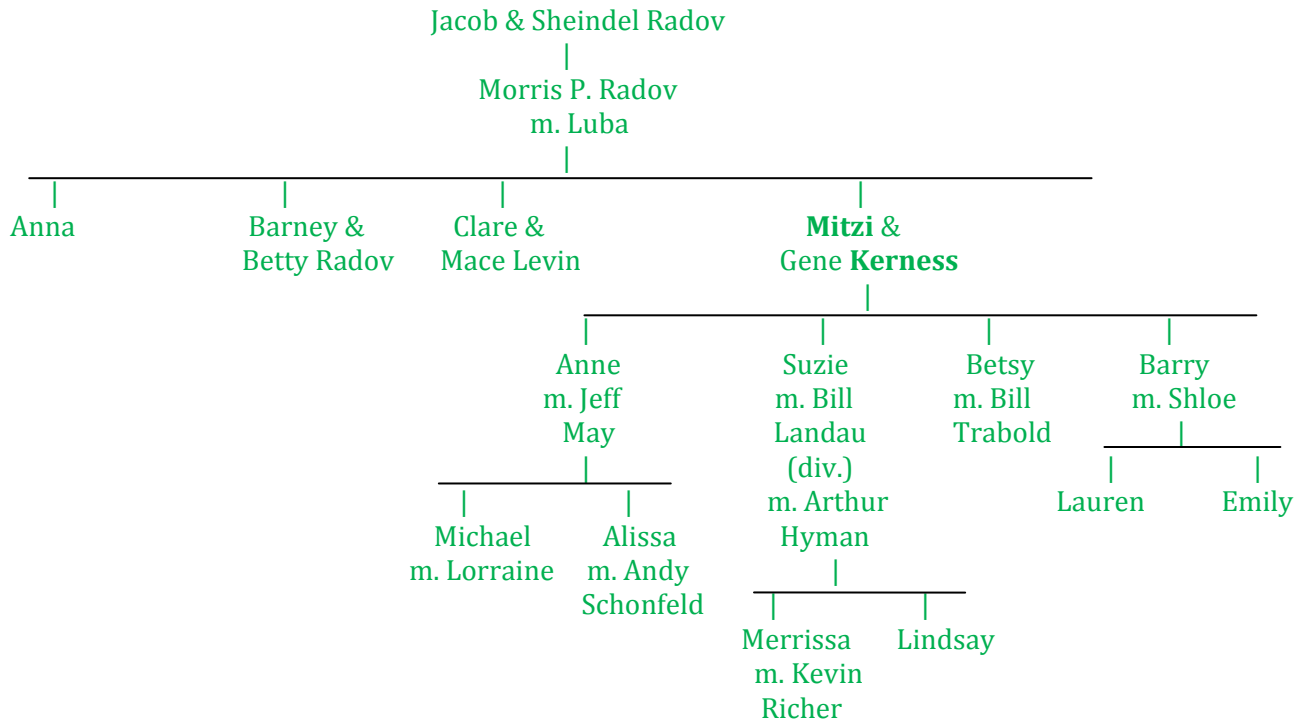 Jacob & Sheindel Radov
Morris P. Radov
m. Luba
Anna
Barney &
Betty Radov
Clare &
Mace Levin
Mitzi &
Gene Kerness
Anne
m. Jeff
May
Suzie
m. Bill
Landau
(div.)
m. Arthur
Hyman
Betsy
m. Bill
Trabold
Barry
m. Shloe
Michael
m. Lorraine
Alissa
m. Andy
Schonfeld
Merrissa
m. Kevin
Richer
Lindsay
Lauren
Emily